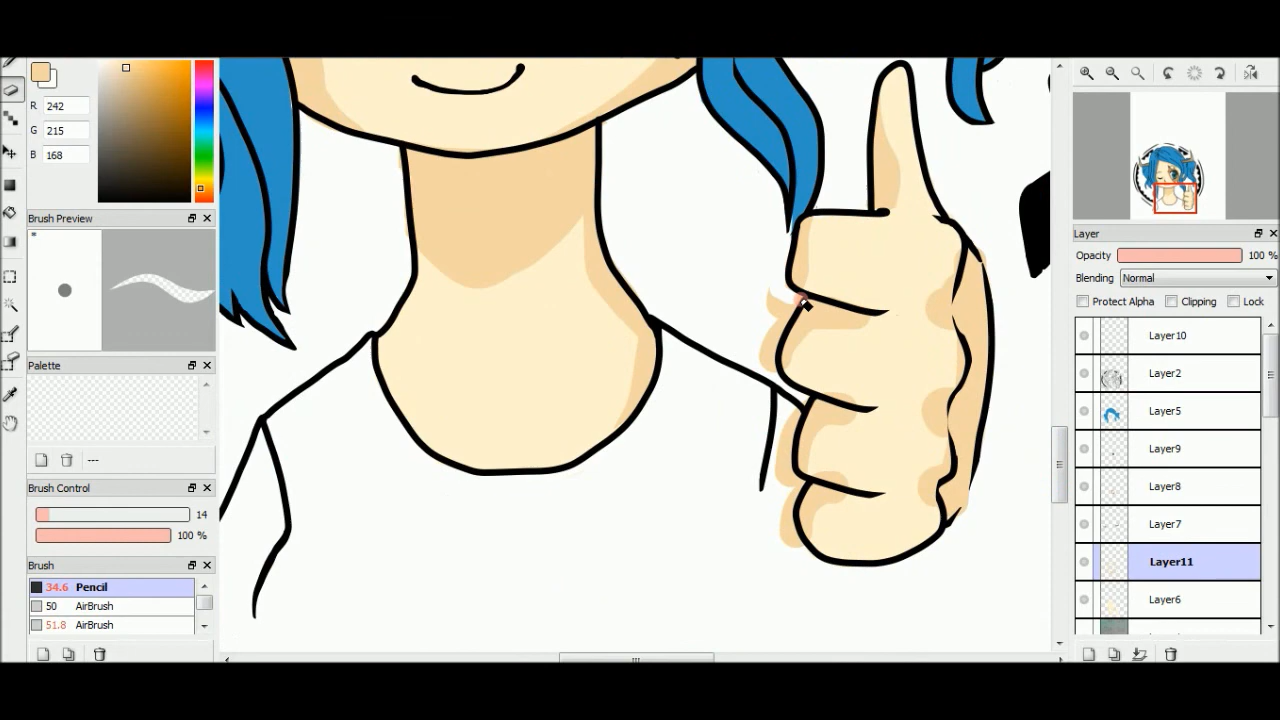 R 242
G 215
B 168
Brush Preview
*
Palette
---
Brush Control
14
100 %
Brush
34.6 Pencil
50 AirBrush
51.8 AirBrush
Layer
Opacity 100 %
Blending Normal
Protect Alpha Clipping Lock
Layer10
Layer2
Layer5
Layer9
Layer8
Layer7
Layer11
Layer6